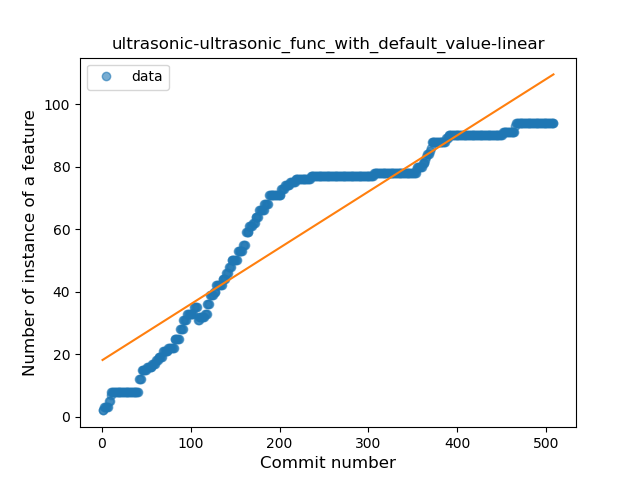 ultrasonic-ultrasonic_func_with_default_value-linear
data
Number of instance of a feature
100
80
60
40
20
0
0 100 200 300 400 500
Commit number